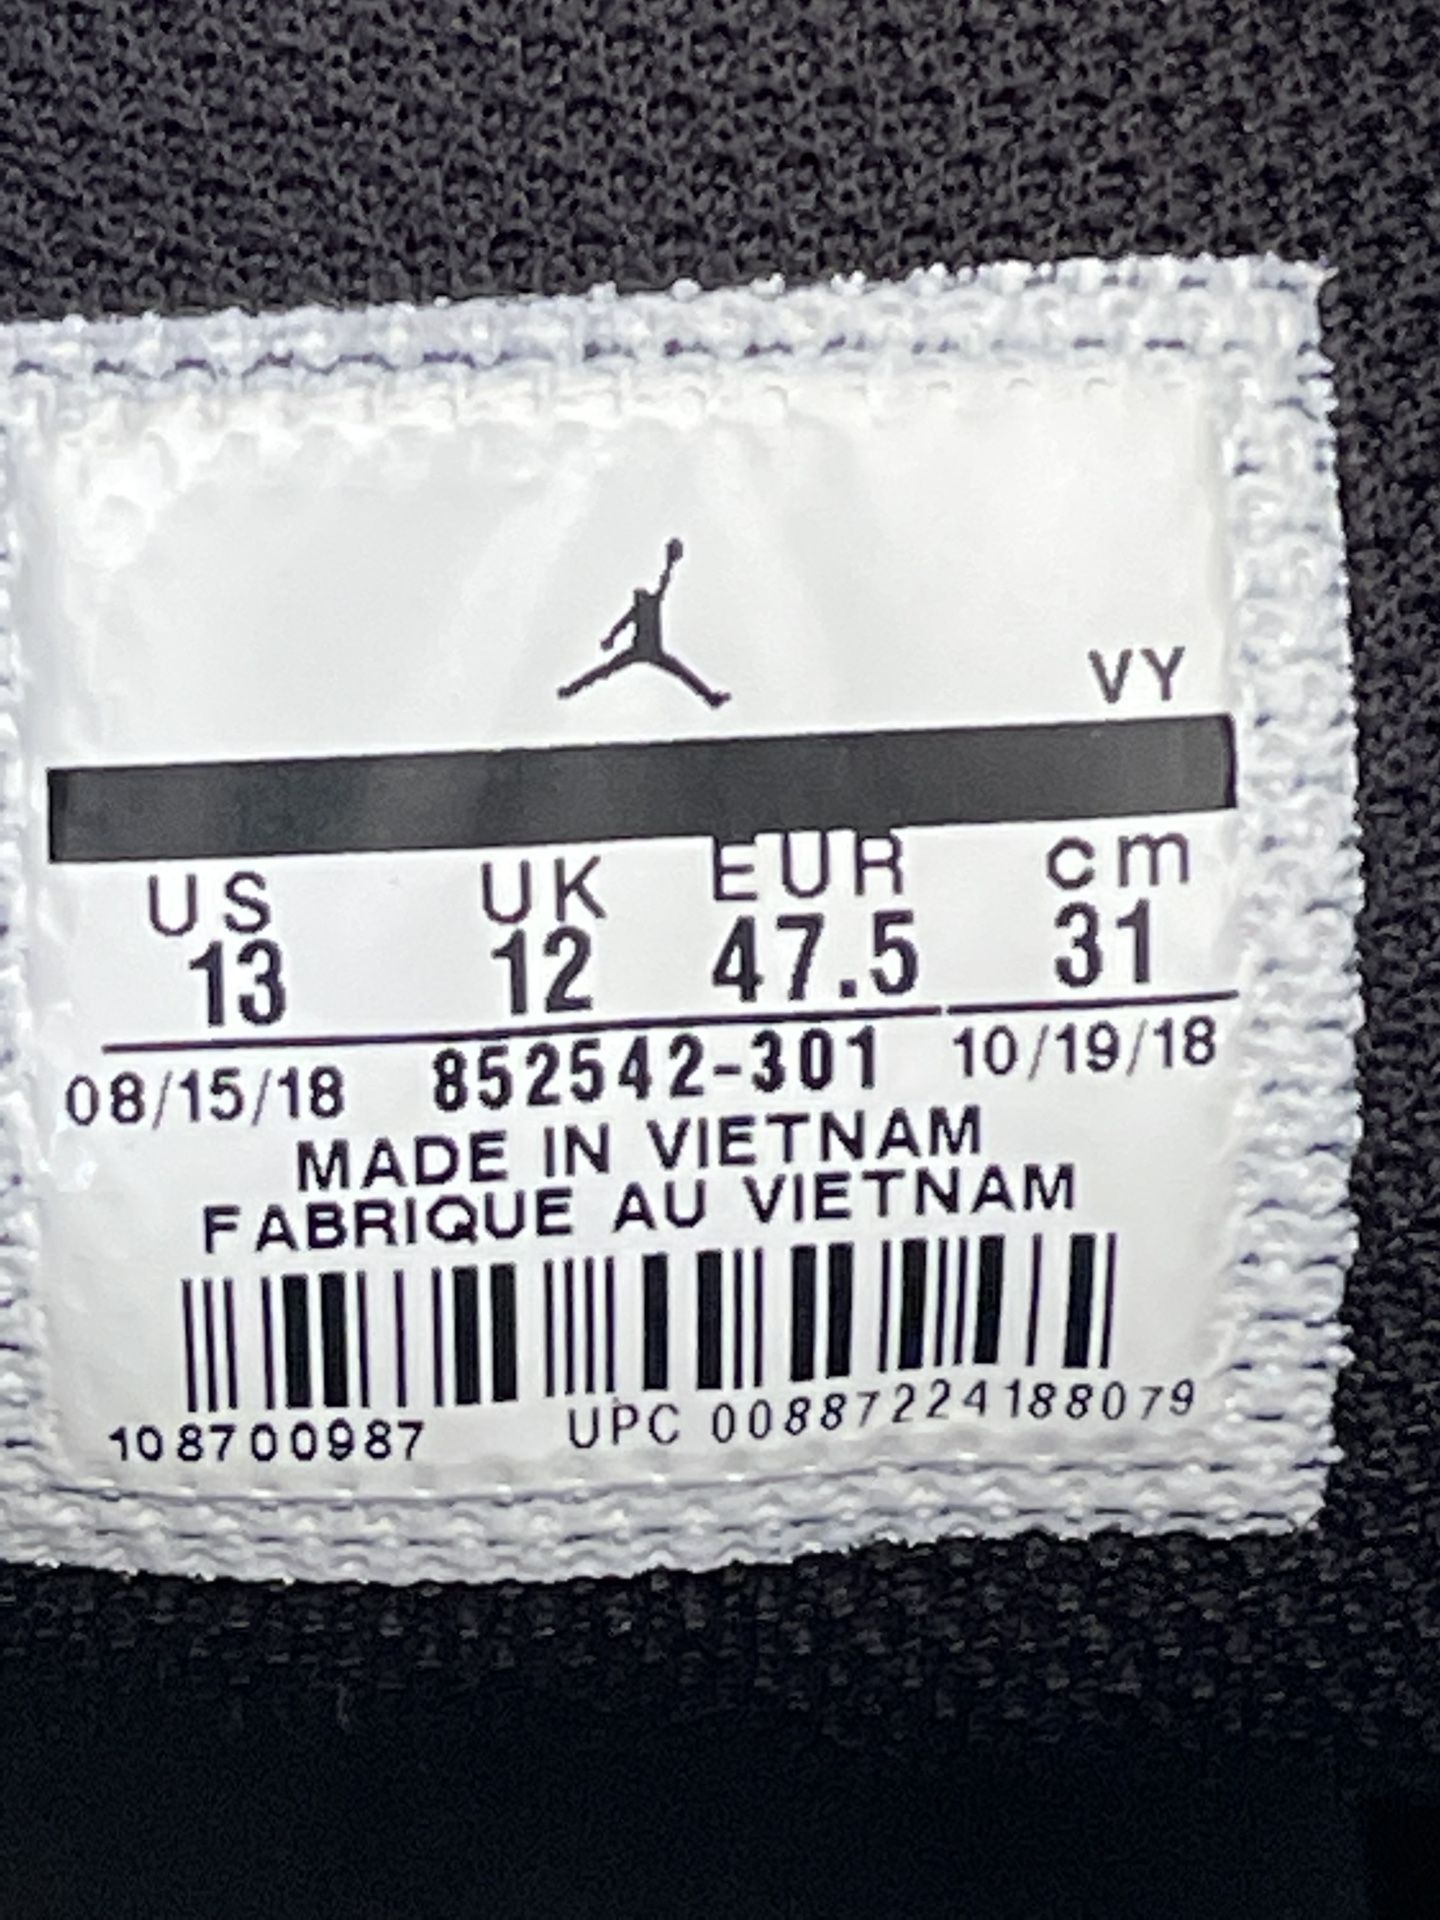 VY
US UK EUR cm
13 12 47.5 31
08/15/18 852542-301 10/19/18
MADE IN VIETNAM
FABRIQUE AU VIETNAM
108700987 UPC 00887224188079